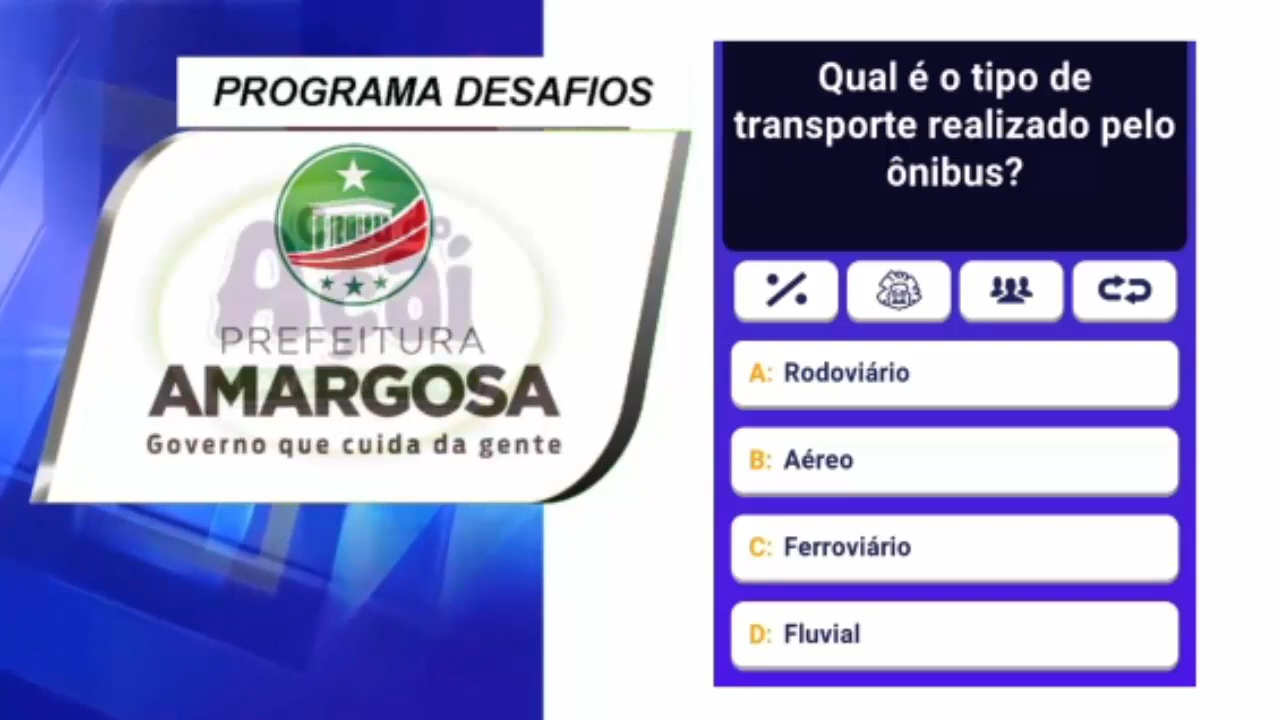 PROGRAMA DESAFIOS
Açaí
PREFEITURA
AMARGOSA
Governo que cuida da gente
Qual é o tipo de
transporte realizado pelo
ônibus?
A: Rodoviário
B: Aéreo
C: Ferroviário
D: Fluvial